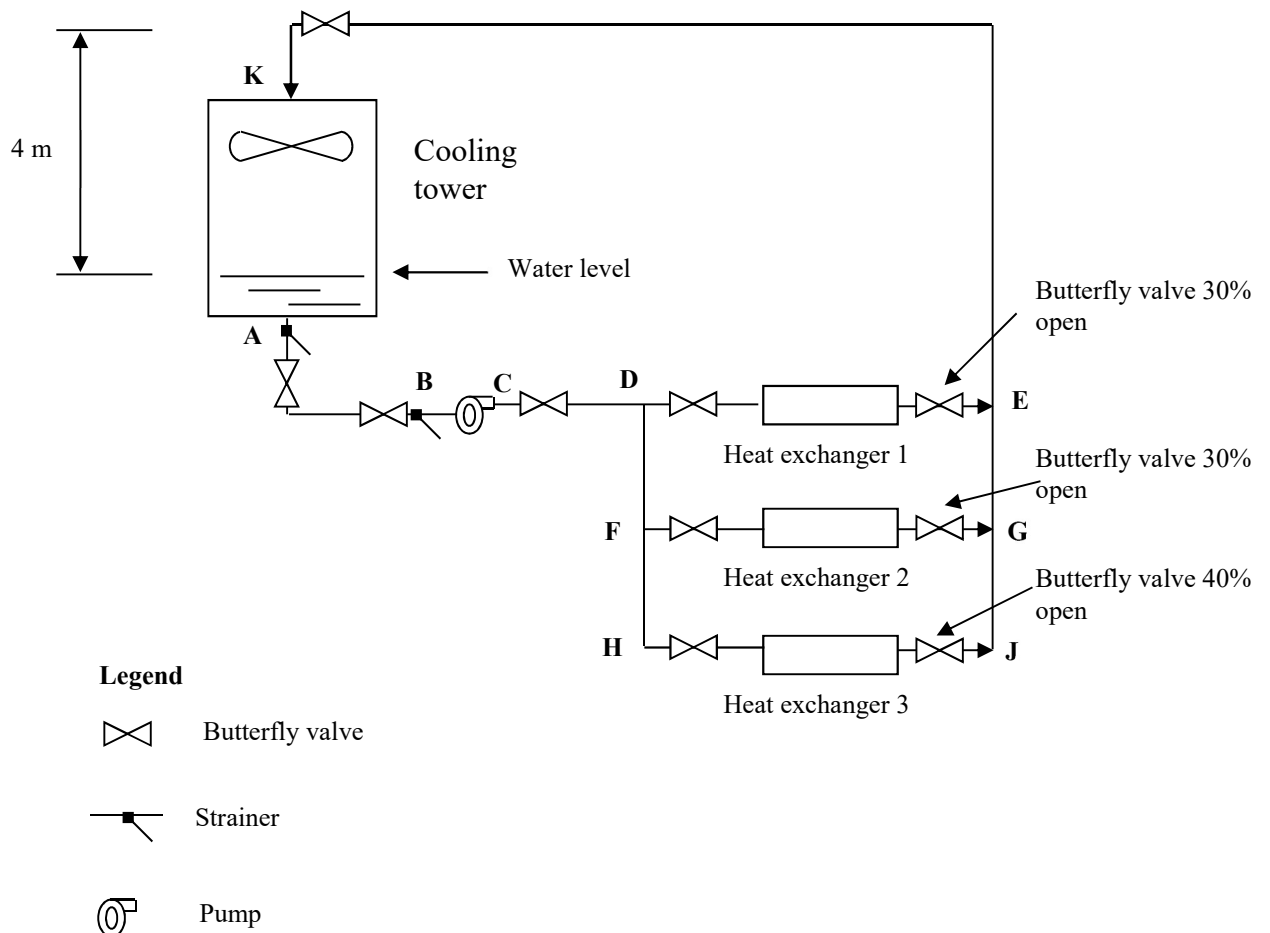 K
4 m
Cooling
tower
Water level
Butterfly valve 30%
open
A
B
C
D
E
Heat exchanger 1
Butterfly valve 30%
open
F
G
Heat exchanger 2
Butterfly valve 40%
open
H
J
Heat exchanger 3
Legend
Butterfly valve
Strainer
Pump